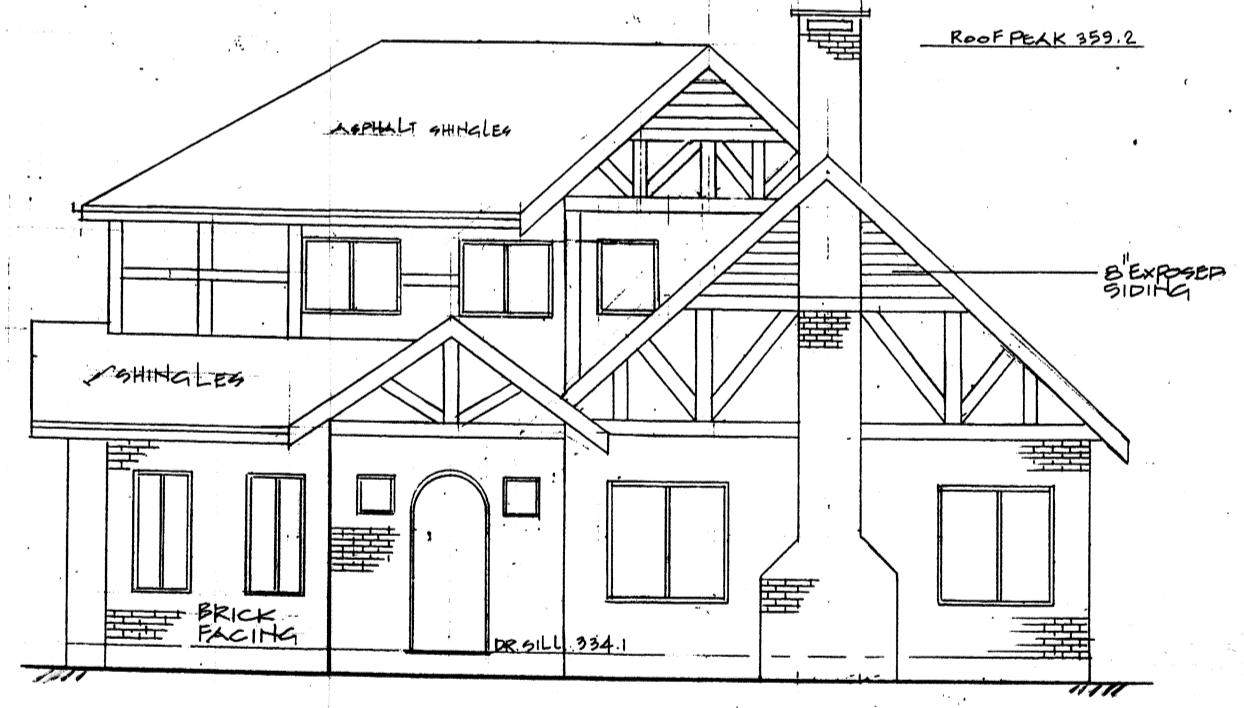 ROOF PEAK 359.2
ASPHALT SHINGLES
8" EXPOSED
SIDING
SHINGLES
BRICK
FACING
DR. SILL 334.1